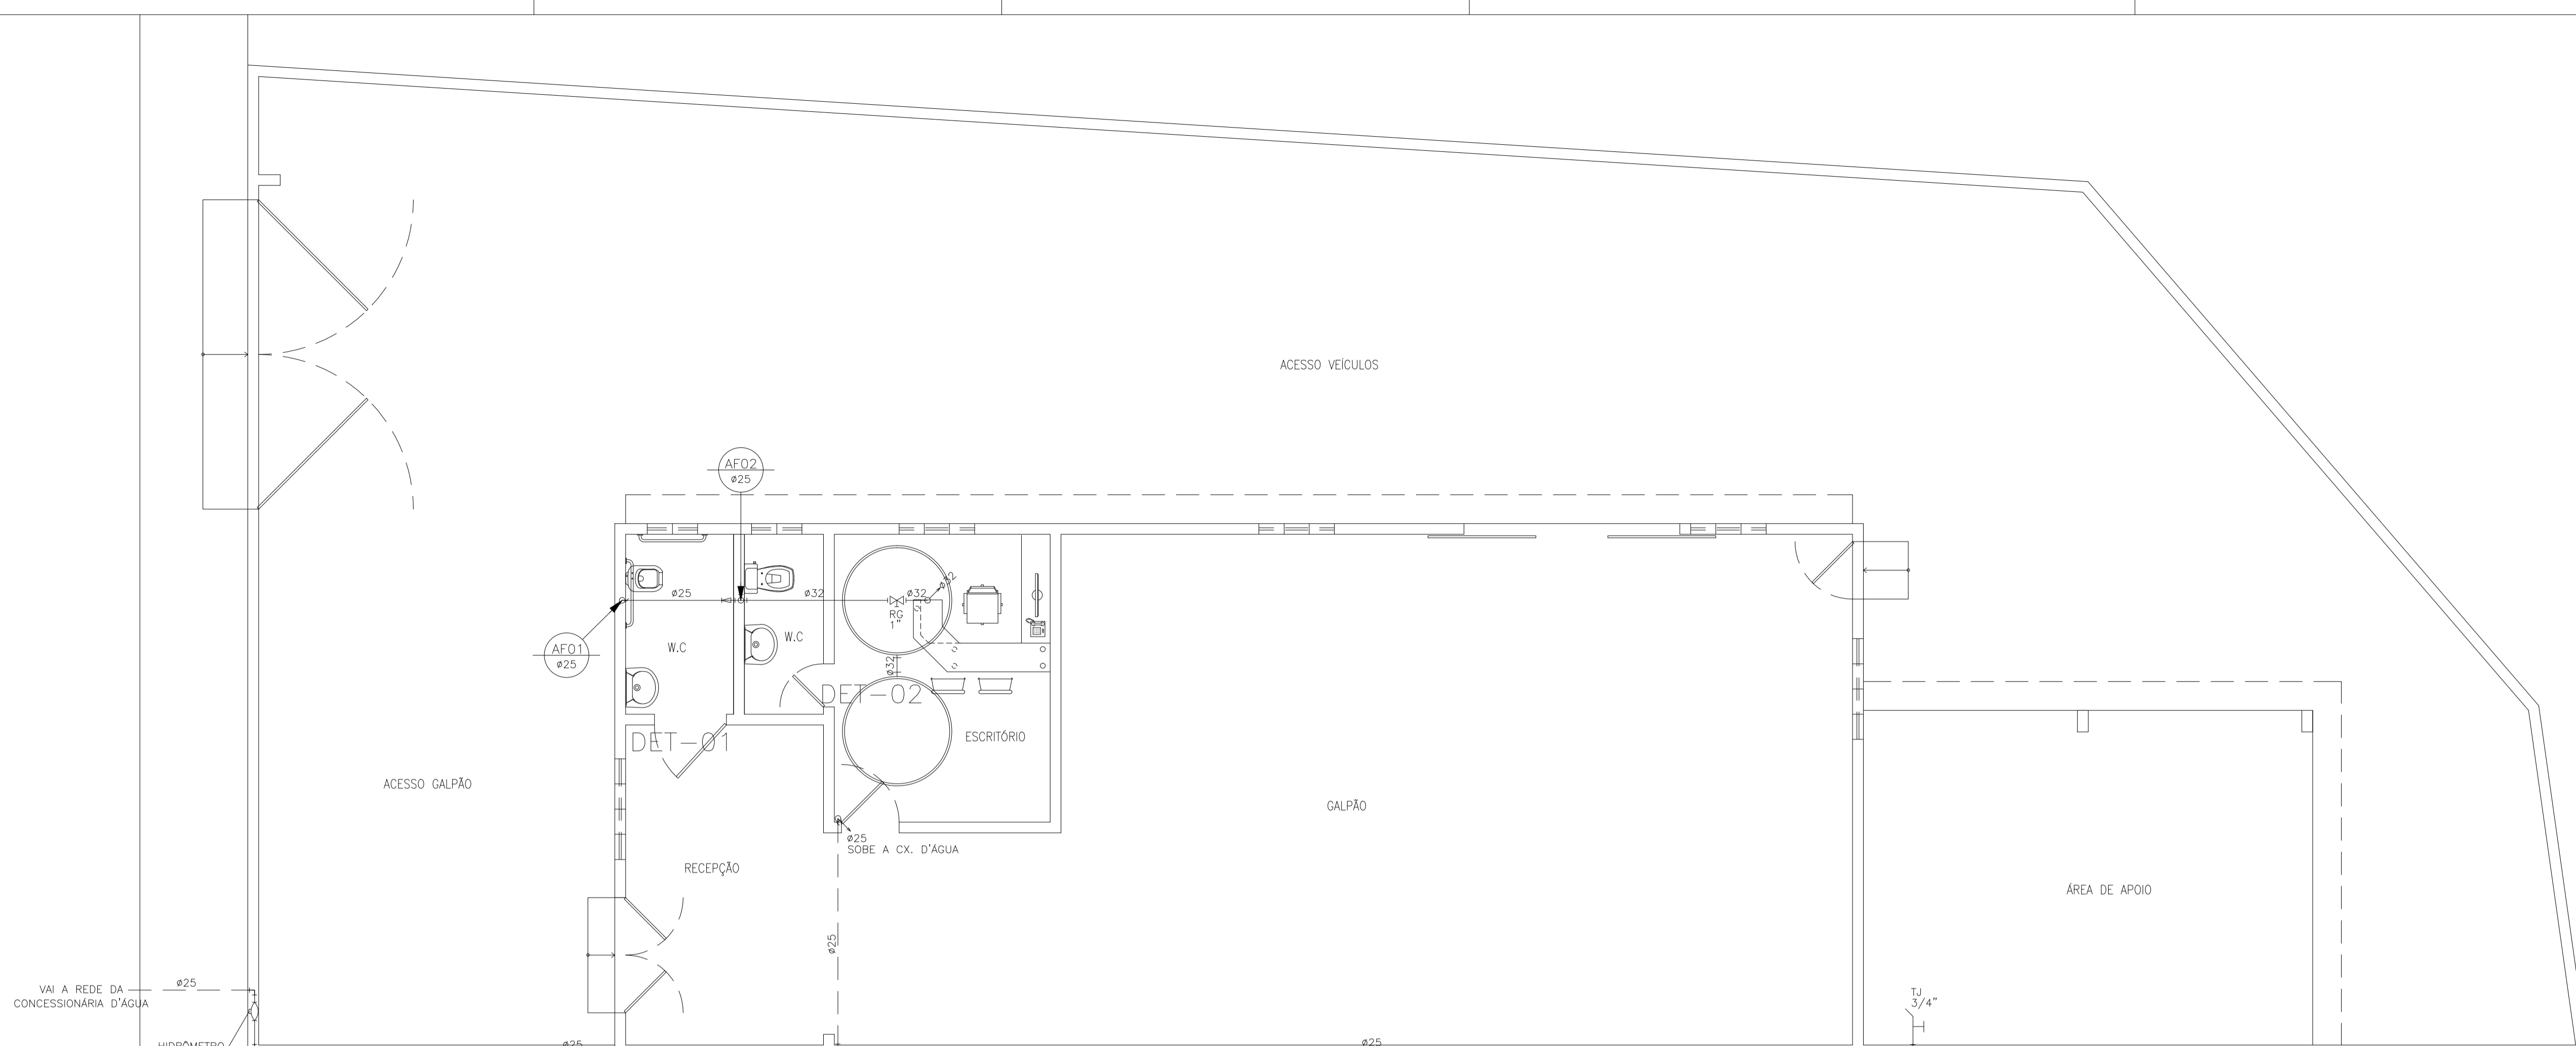 ACESSO VEÍCULOS
AF02
ø25
ø32
ø25
ø32
ø32
RG
1"
AF01
ø25
W.C
W.C
ø32
DET-02
DET-01
ESCRITÓRIO
ACESSO GALPÃO
GALPÃO
ø25
SOBE A CX. D'ÁGUA
RECEPÇÃO
ÁREA DE APOIO
ø25
ø25
VAI A REDE DA
CONCESSIONÁRIA D'ÁGUA
TJ
3/4"
HIDRÔMETRO
ø25
ø25